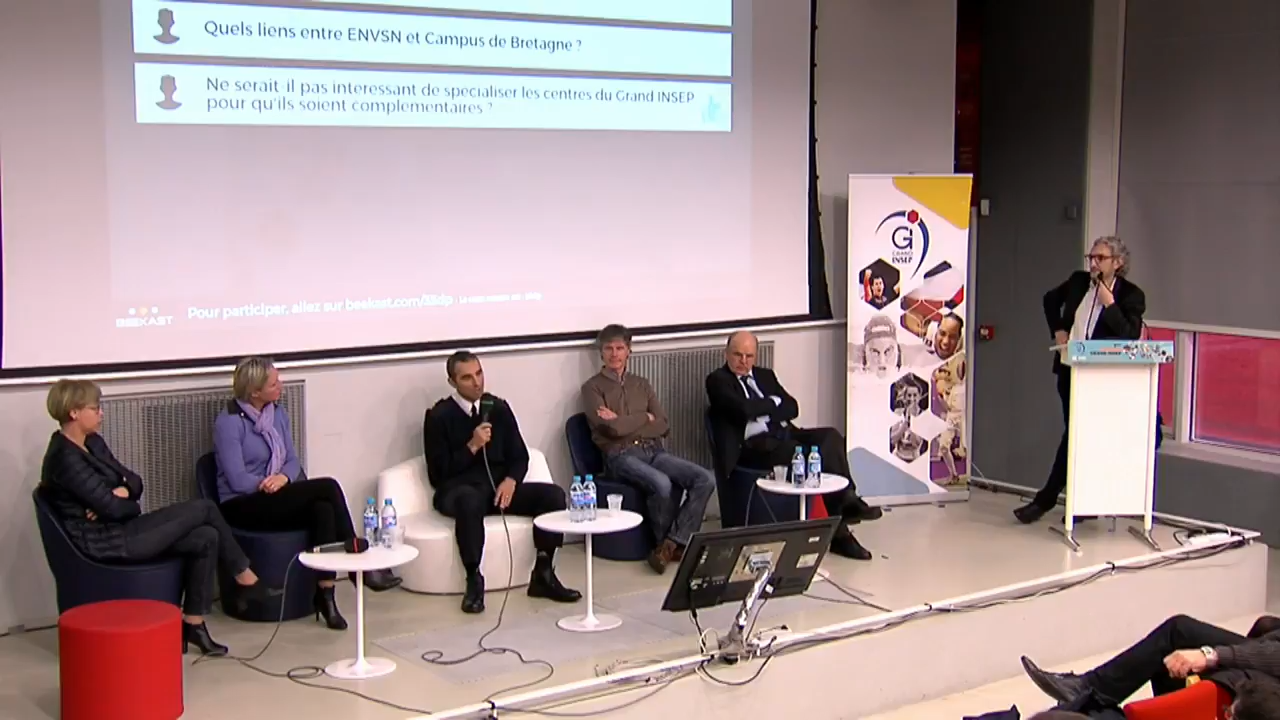 Quels liens entre ENVSN et Campus de Bretagne ?
Ne serait-il pas interessant de specialiser les centres du Grand INSEP
pour qu'ils soient complementaires ?
BEEKAST
Pour participer, allez sur beekast.com/
GRAND
INSEP